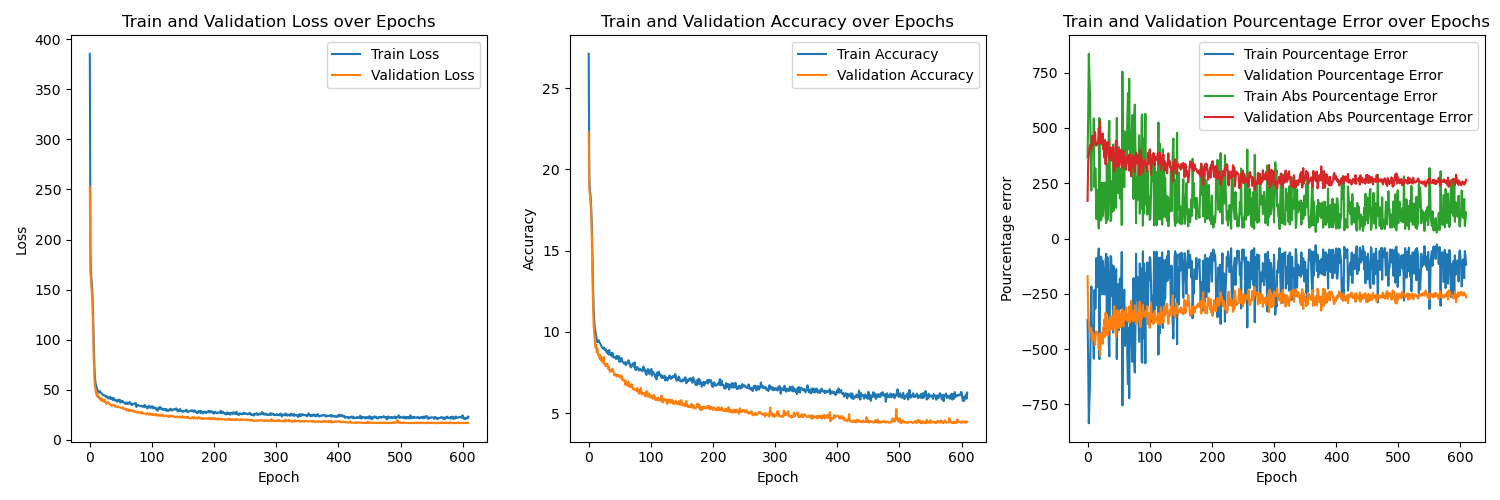 Train and Validation Loss over Epochs
400
350
300
250
200
150
100
50
0
Loss
0 100 200 300 400 500 600
Epoch
Train Loss
Validation Loss
Train and Validation Accuracy over Epochs
25
20
15
10
5
Accuracy
0 100 200 300 400 500 600
Epoch
Train Accuracy
Validation Accuracy
Train and Validation Pourcentage Error over Epochs
750
500
250
0
−250
−500
−750
Pourcentage error
0 100 200 300 400 500 600
Epoch
Train Pourcentage Error
Validation Pourcentage Error
Train Abs Pourcentage Error
Validation Abs Pourcentage Error